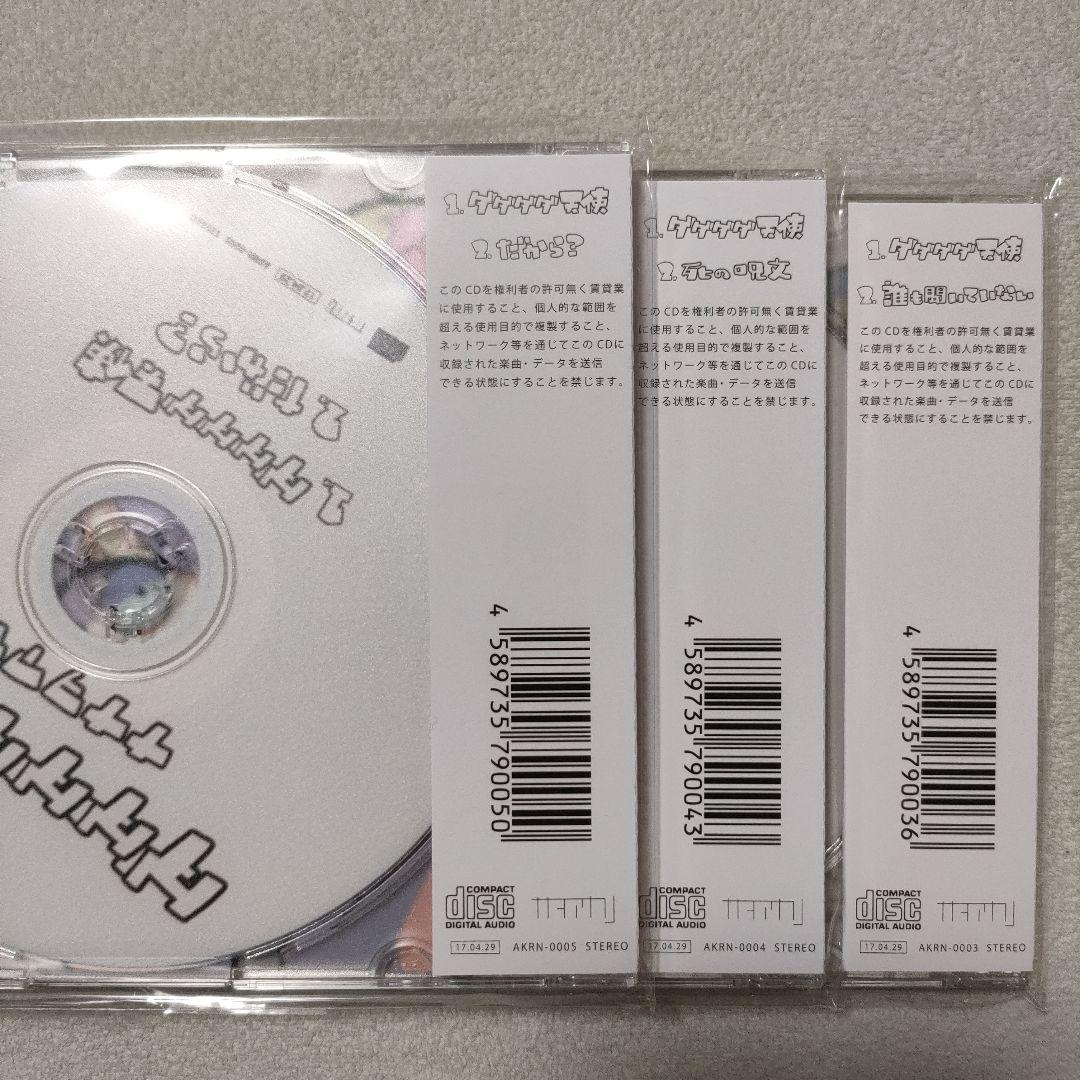 1. ゲゲゲゲ天使
2. だから?
このCDを権利者の許可無く賃貸業
に使用すること、個人的な範囲を
超える使用目的で複製すること、
ネットワーク等を通じてこのCDに
収録された楽曲・データを送信
できる状態にすることを禁じます。
4 589735 790050
COMPACT
disc
DIGITAL AUDIO
17.04.29 AKRN-0005 STEREO
1. ゲゲゲゲ天使
2. 死七の呪文
このCDを権利者の許可無く賃貸業
に使用すること、個人的な範囲を
超える使用目的で複製すること、
ネットワーク等を通じてこのCDに
収録された楽曲・データを送信
できる状態にすることを禁じます。
4 589735 790043
COMPACT
disc
DIGITAL AUDIO
17.04.29 AKRN-0004 STEREO
1. ゲゲゲゲ天使
2. 誰も聞いていない
このCDを権利者の許可無く賃貸業
に使用すること、個人的な範囲を
超える使用目的で複製すること、
ネットワーク等を通じてこのCDに
収録された楽曲・データを送信
できる状態にすることを禁じます。
4 589735 790036
COMPACT
disc
DIGITAL AUDIO
17.04.29 AKRN-0003 STEREO